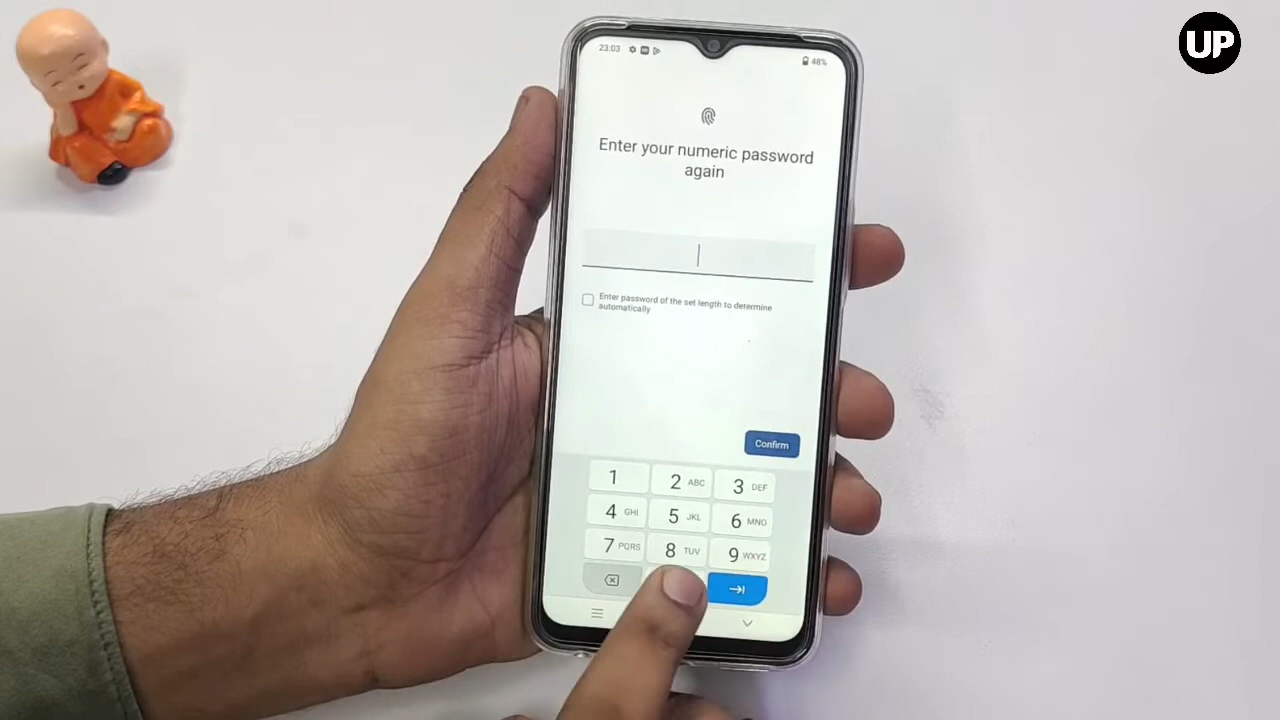 UP
23:03
48%
Enter your numeric password
again
Enter password of the set length to determine
automatically
Confirm
1 2 ABC 3 DEF
4 GHI 5 JKL 6 MNO
7 PQRS 8 TUV 9 WXYZ